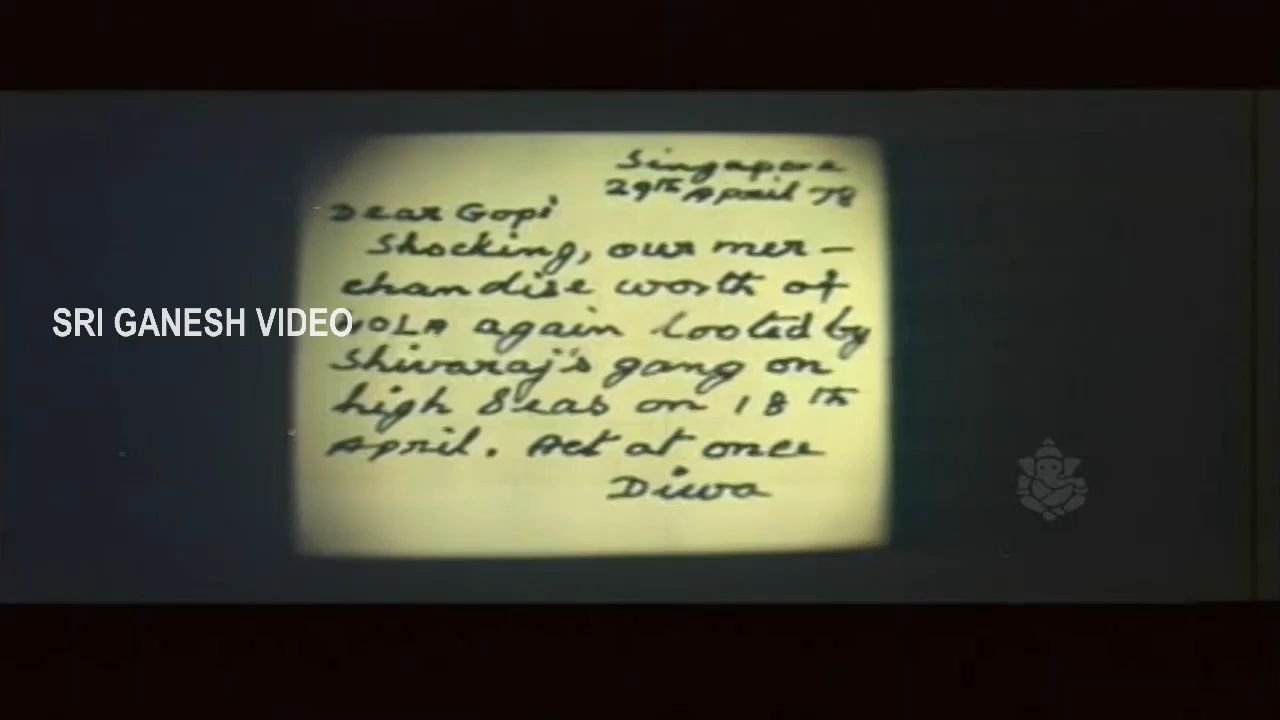 Singapore
29th April 78
Dear Gopi
Shocking, our mer-
chandise worth of
again looted by
Shivaraj's gang on
high Seas on 18th
April. Act at once
Diwa
SRI GANESH VIDEO